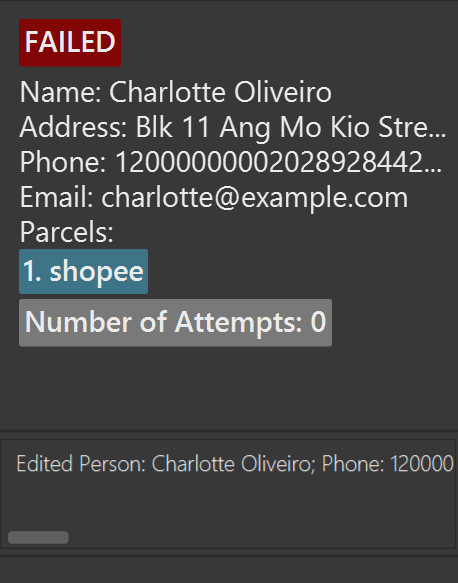 FAILED
Name: Charlotte Oliveiro
Address: Blk 11 Ang Mo Kio Stre...
Phone: 12000000002028928442...
Email: charlotte@example.com
Parcels:
1. shopee
Number of Attempts: 0
Edited Person: Charlotte Oliveiro; Phone: 120000